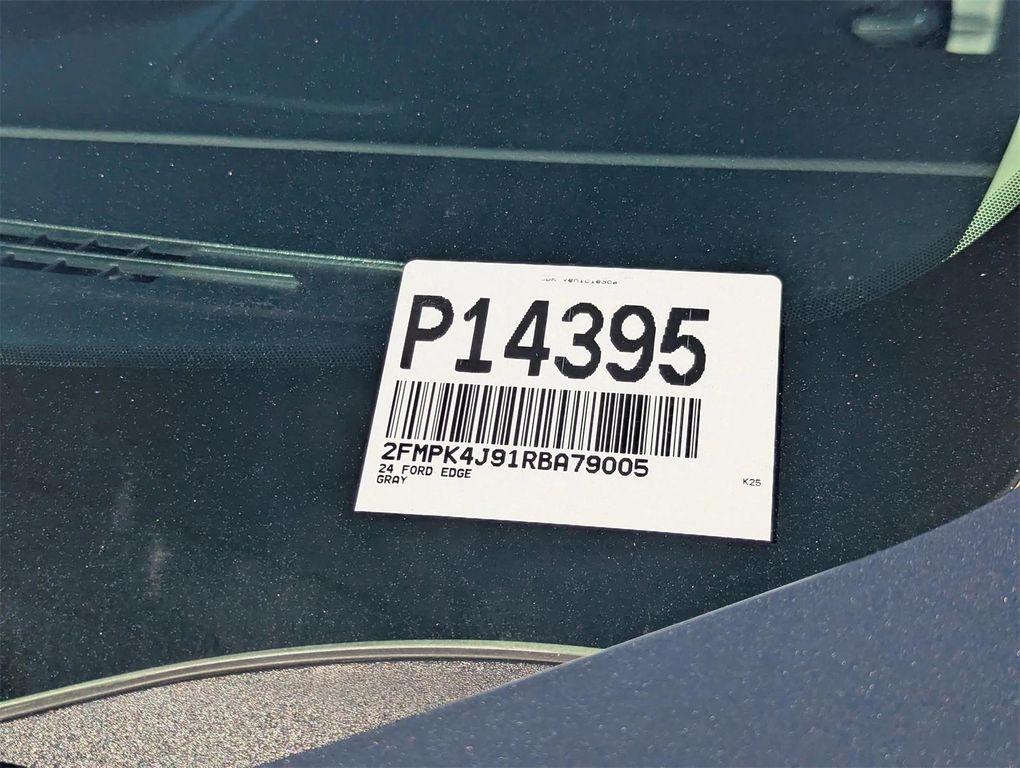 P14395
2FMPK4J91RBA79005
24 FORD EDGE
GRAY
K25